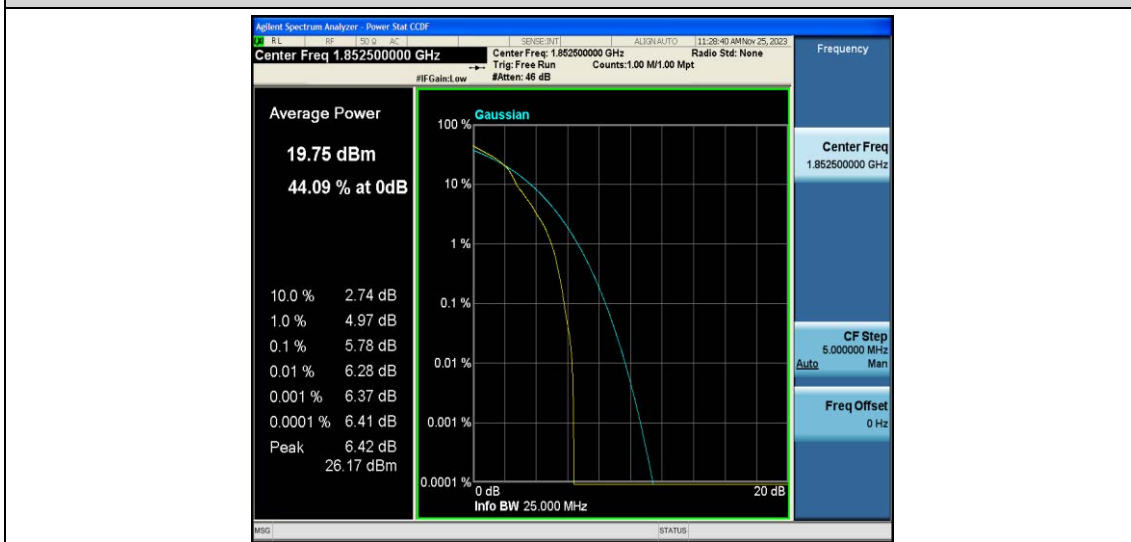 Agilent Spectrum Analyzer - Power Stat CCDF
RL RF 50 Ω AC SENSE:INT ALIGN AUTO 11:28:40 AM Nov 25, 2023
Center Freq 1.852500000 GHz
Center Freq: 1.852500000 GHz Radio Std: None
Trig: Free Run Counts:1.00 M/1.00 Mpt
#IFGain:Low #Atten: 46 dB
Frequency
Average Power
19.75 dBm
44.09 % at 0dB
10.0 % 2.74 dB
1.0 % 4.97 dB
0.1 % 5.78 dB
0.01 % 6.28 dB
0.001 % 6.37 dB
0.0001 % 6.41 dB
Peak 6.42 dB
26.17 dBm
Gaussian
100 %
10 %
1 %
0.1 %
0.01 %
0.001 %
0.0001 %
0 dB 20 dB
Info BW 25.000 MHz
Center Freq
1.852500000 GHz
CF Step
5.000000 MHz
Auto Man
Freq Offset
0 Hz
MSG STATUS